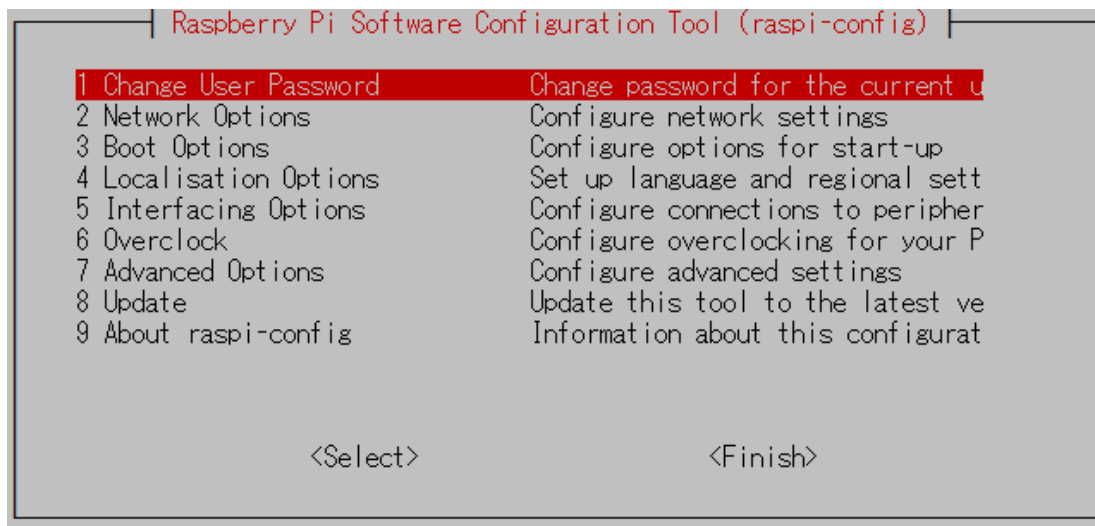 Raspberry Pi Software Configuration Tool (raspi-config)
1 Change User Password Change password for the current u
2 Network Options Configure network settings
3 Boot Options Configure options for start-up
4 Localisation Options Set up language and regional sett
5 Interfacing Options Configure connections to peripher
6 Overclock Configure overclocking for your P
7 Advanced Options Configure advanced settings
8 Update Update this tool to the latest ve
9 About raspi-config Information about this configurat
<Select> <Finish>